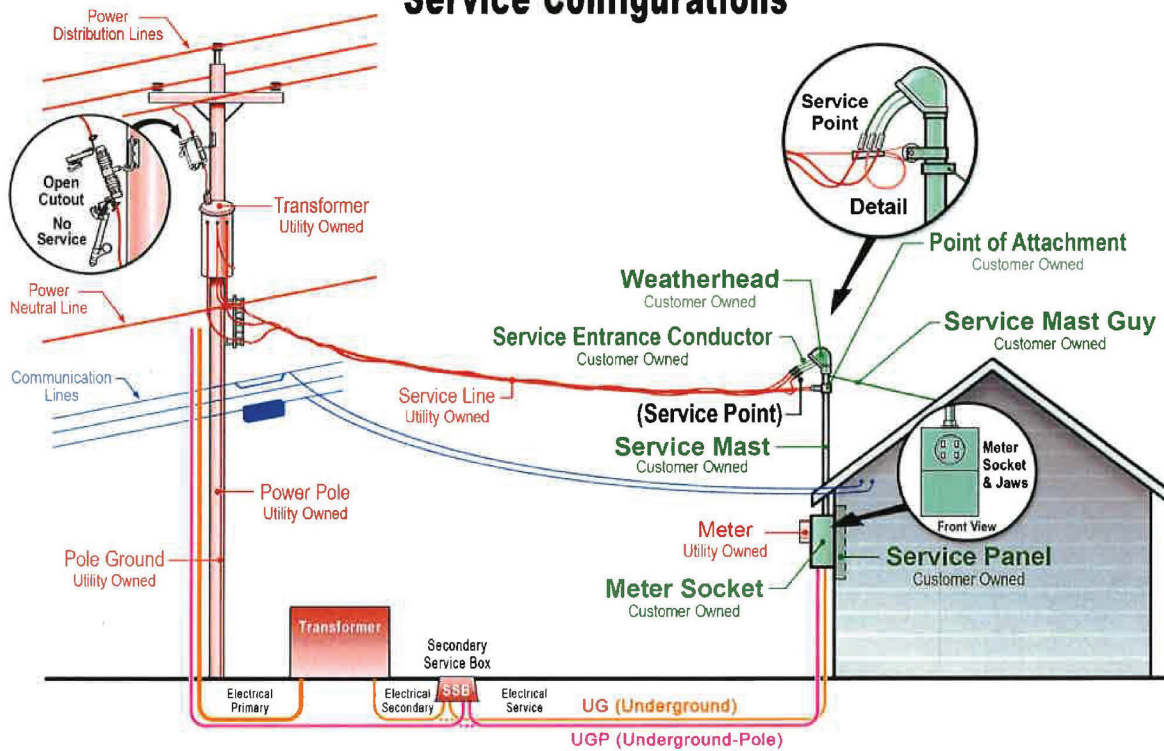 Service Configurations
Power
Distribution Lines
Open
Cutout
No
Service
Transformer
Utility Owned
Power
Neutral Line
Communication
Lines
Service Line
Utility Owned
Power Pole
Utility Owned
Pole Ground
Utility Owned
Service
Point
Detail
Point of Attachment
Customer Owned
Weatherhead
Customer Owned
Service Entrance Conductor
Customer Owned
Service Mast Guy
Customer Owned
(Service Point)
Service Mast
Customer Owned
Meter
Socket
& Jaws
Front View
Meter
Utility Owned
Service Panel
Customer Owned
Meter Socket
Customer Owned
Transformer
Secondary
Service Box
SSB
Electrical
Primary
Electrical
Secondary
Electrical
Service
UG (Underground)
UGP (Underground-Pole)